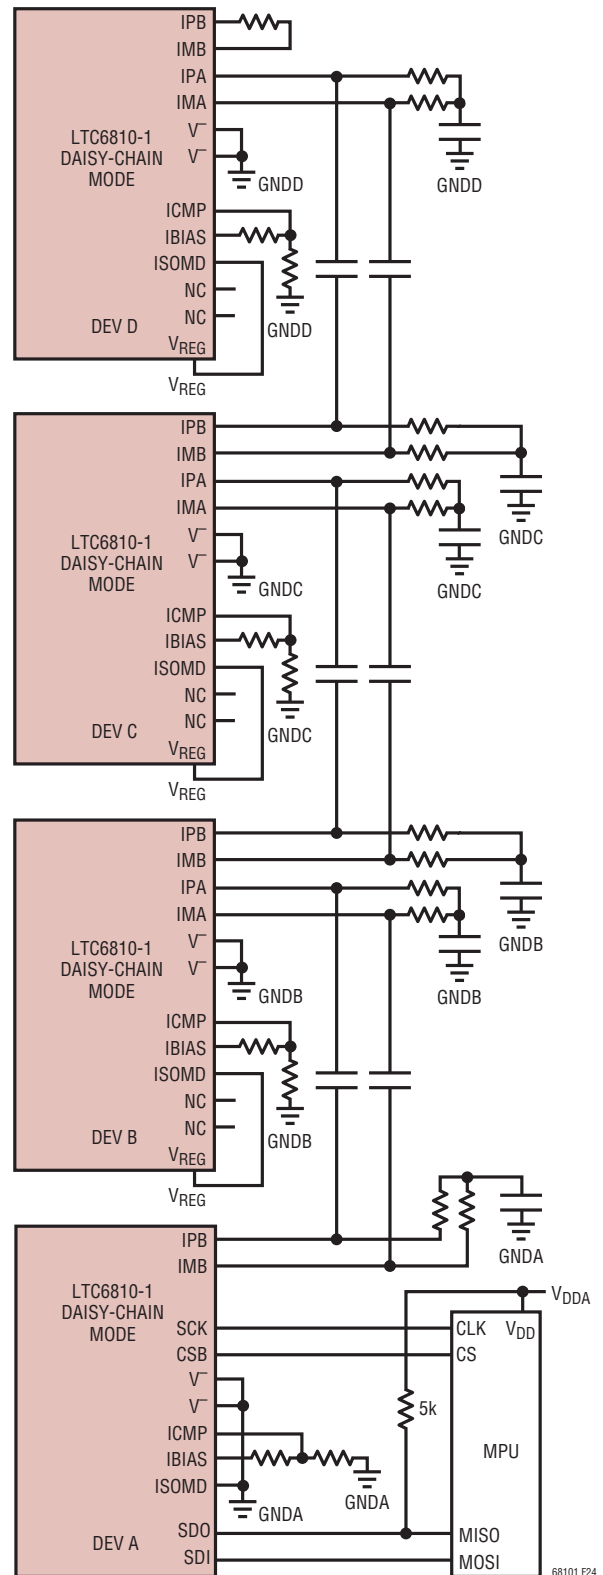 IPB
IMB
IPA
IMA
LTC6810-1
DAISY-CHAIN
MODE
V–
V–
GNDD
GNDD
ICMP
IBIAS
ISOMD
NC
GNDD
NC
DEV D
VREG
VREG
IPB
IMB
IPA
IMA
GNDC
LTC6810-1
DAISY-CHAIN
MODE
V–
V–
GNDC
GNDC
ICMP
IBIAS
ISOMD
NC
NC
GNDC
DEV C
VREG
VREG
IPB
IMB
IPA
IMA
GNDB
LTC6810-1
DAISY-CHAIN
MODE
V–
V–
GNDB
GNDB
ICMP
IBIAS
ISOMD
NC
NC
GNDB
DEV B
VREG
VREG
IPB
IMB
GNDA
LTC6810-1
DAISY-CHAIN
MODE
VDDA
SCK
CLK
VDD
CSB
CS
V–
V–
5k
ICMP
IBIAS
MPU
ISOMD
GNDA
GNDA
SDO
MISO
DEV A
SDI
MOSI
68101 F24